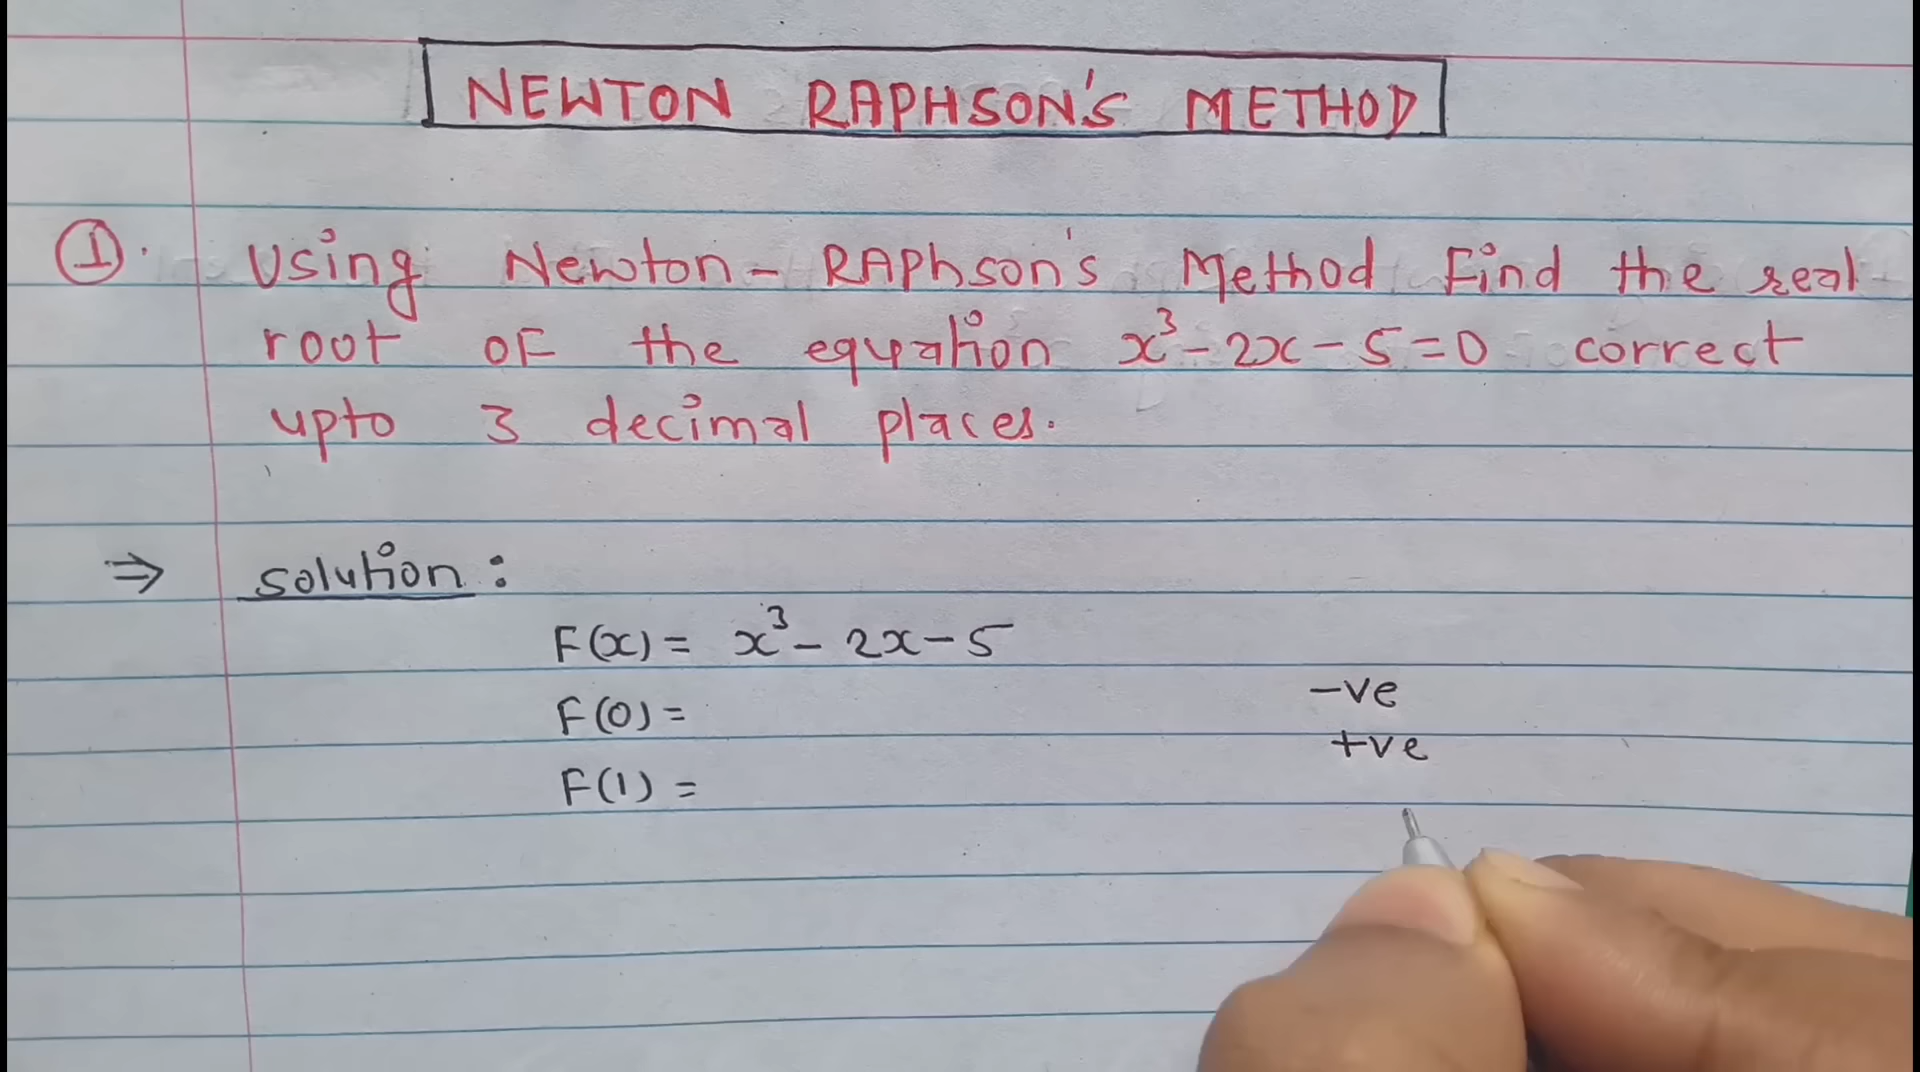 NEWTON RAPHSON'S METHOD
①. Using Newton-RAPhson's Method Find the real
root OF the equation x³-2x-5=0 correct
upto 3 decimal places.
⇒ Solution:
F(x) = x³-2x-5
-ve
F(0) =
+ve
F(1) =